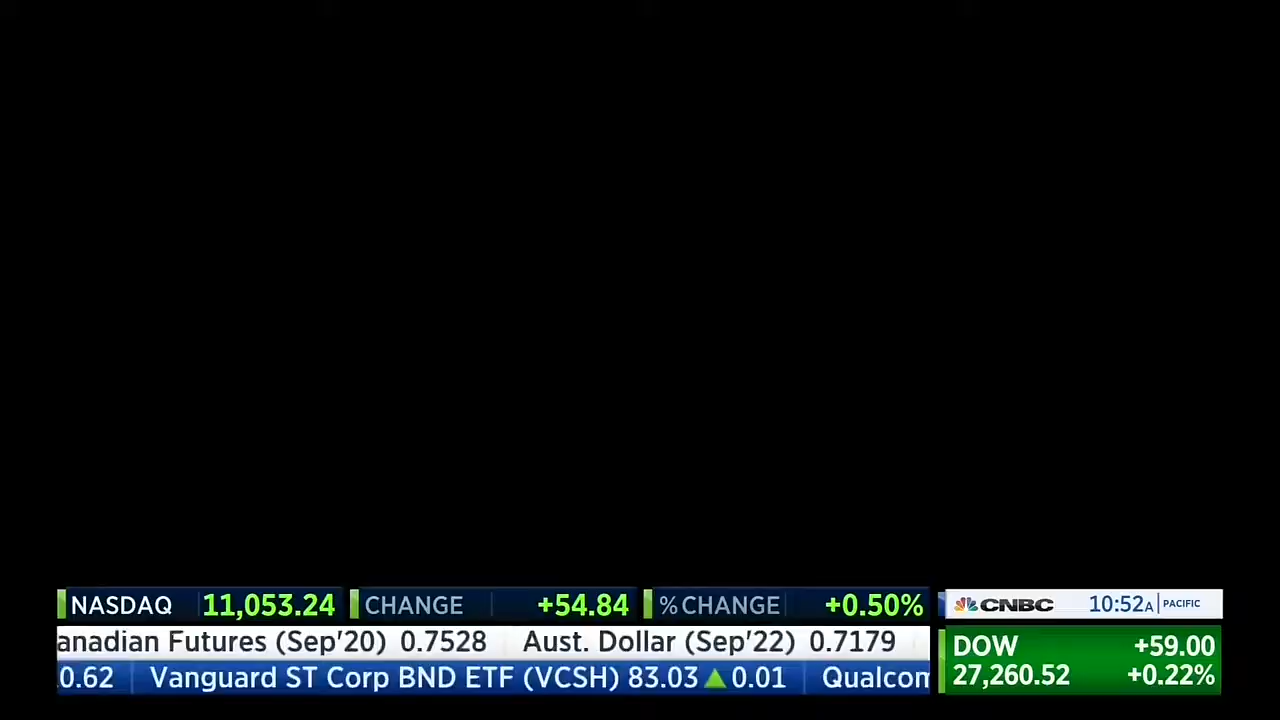 NASDAQ 11,053.24 CHANGE +54.84 % CHANGE +0.50%
CNBC 10:52A PACIFIC
anadian Futures (Sep'20) 0.7528 Aust. Dollar (Sep'22) 0.7179
DOW +59.00
27,260.52 +0.22%
0.62 Vanguard ST Corp BND ETF (VCSH) 83.03 ▲ 0.01 Qualcom